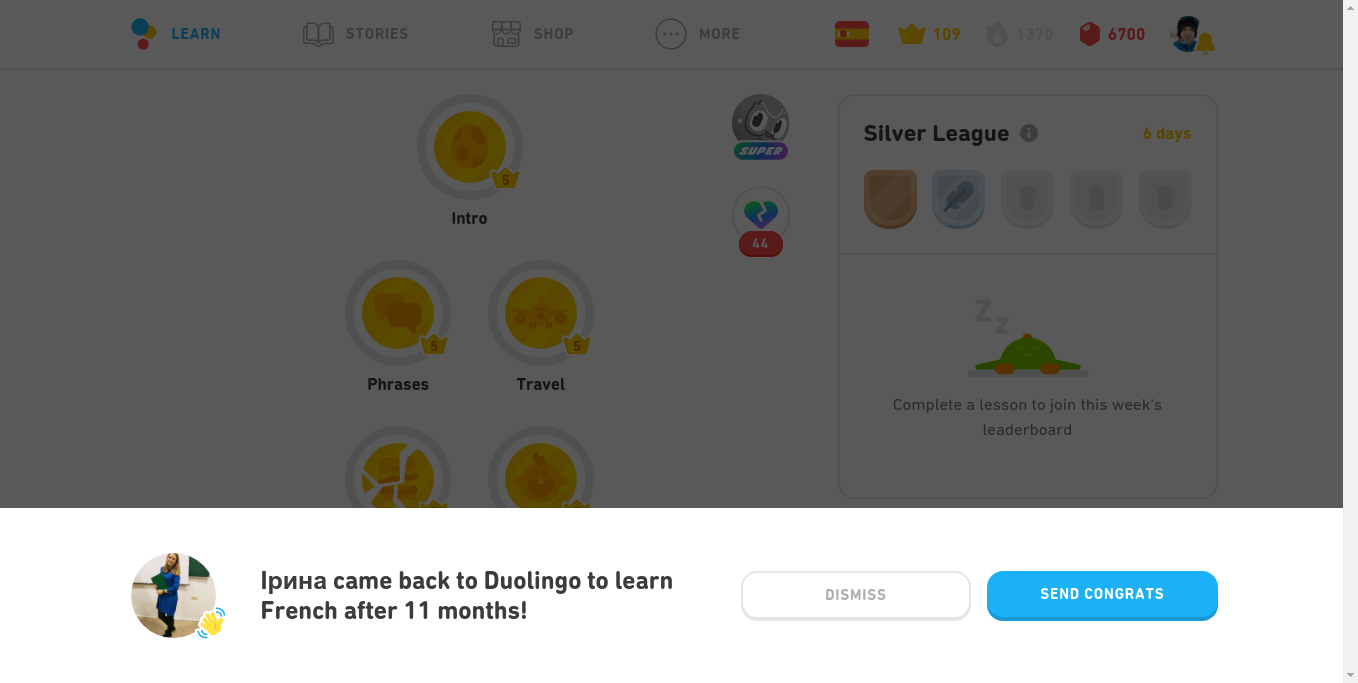 LEARN
STORIES
SHOP
MORE
109
1370
6700
SUPER
44
Silver League
6 days
5
Intro
5
Phrases
5
Travel
Z
z
Complete a lesson to join this week's
leaderboard
Ірина came back to Duolingo to learn
French after 11 months!
DISMISS
SEND CONGRATS